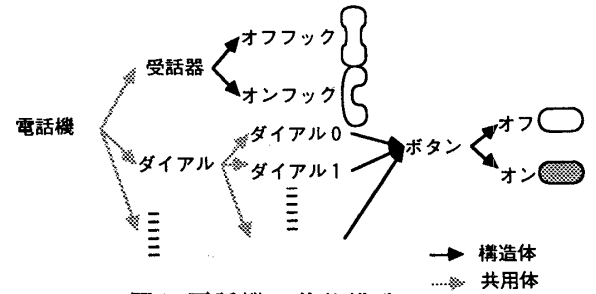 オフフック
受話器
オンフック
電話機
ダイアル0
オフ
ダイアル
ボタン
ダイアル1
オン
構造体
共用体